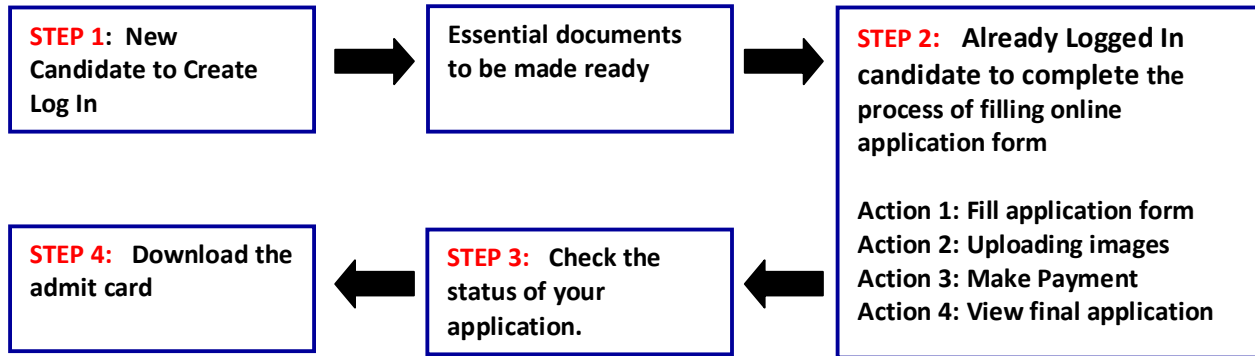 STEP 1: New
Candidate to Create
Log In
Essential documents
to be made ready
STEP 2: Already Logged In
candidate to complete the
process of filling online
application form
Action 1: Fill application form
Action 2: Uploading images
Action 3: Make Payment
Action 4: View final application
STEP 3: Check the
status of your
application.
STEP 4: Download the
admit card